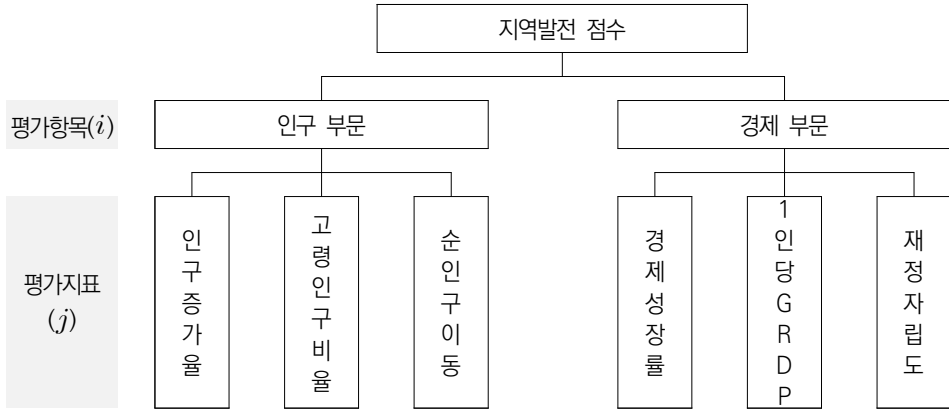 지역발전 점수
평가항목(i)
인구 부문
경제 부문
평가지표
(j)
인구증가율
고령인구비율
순인구이동
경제성장률
1인당GRDP
재정자립도